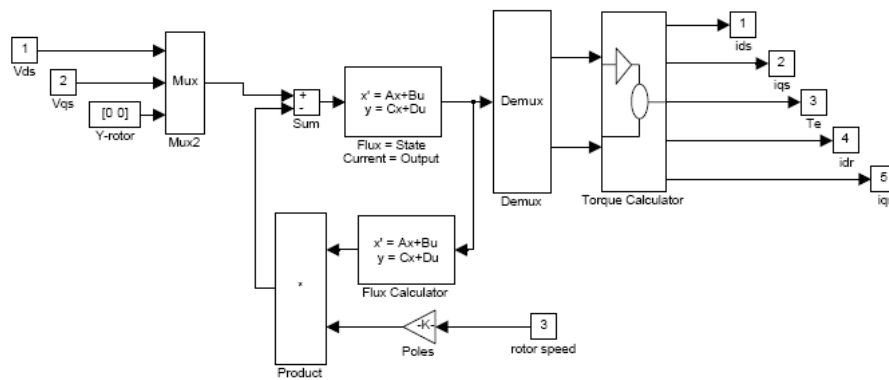 1
Vds
2
Vqs
[0 0]
Y-rotor
Mux
Mux2
+
-
Sum
x' = Ax+Bu
y = Cx+Du
Flux = State
Current = Output
Demux
Demux
Torque Calculator
1
ids
2
iqs
3
Te
4
idr
5
iq
x' = Ax+Bu
y = Cx+Du
Flux Calculator
*
Product
-K-
Poles
3
rotor speed